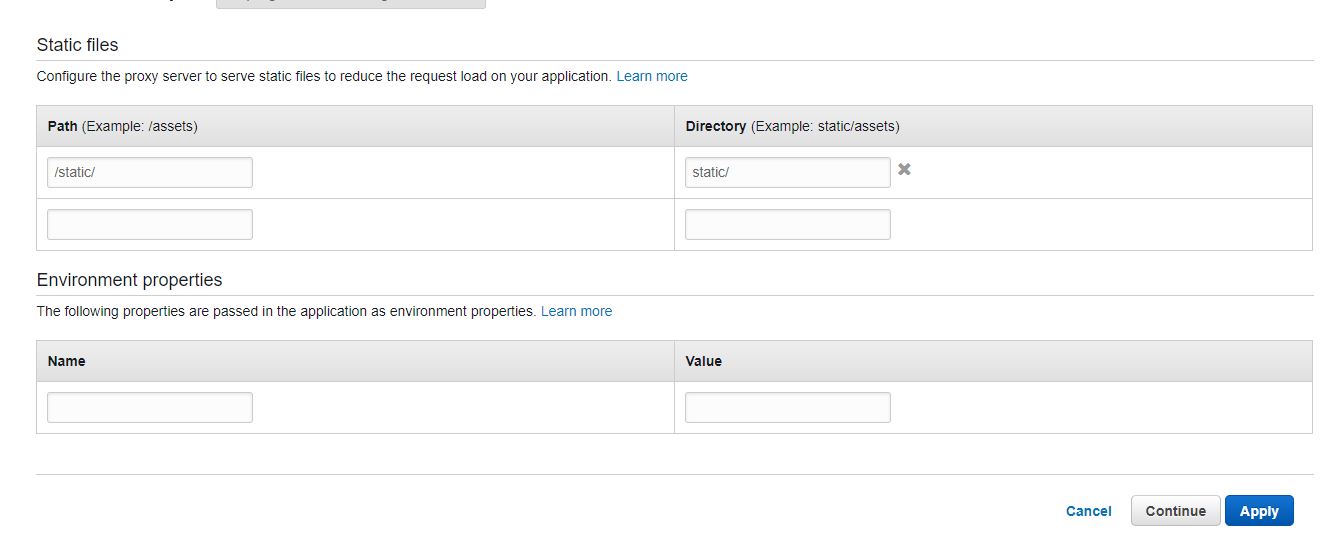 Static files
Configure the proxy server to serve static files to reduce the request load on your application. Learn more
Path (Example: /assets) Directory (Example: static/assets)
/static/ static/
Environment properties
The following properties are passed in the application as environment properties. Learn more
Name Value
Cancel Continue Apply